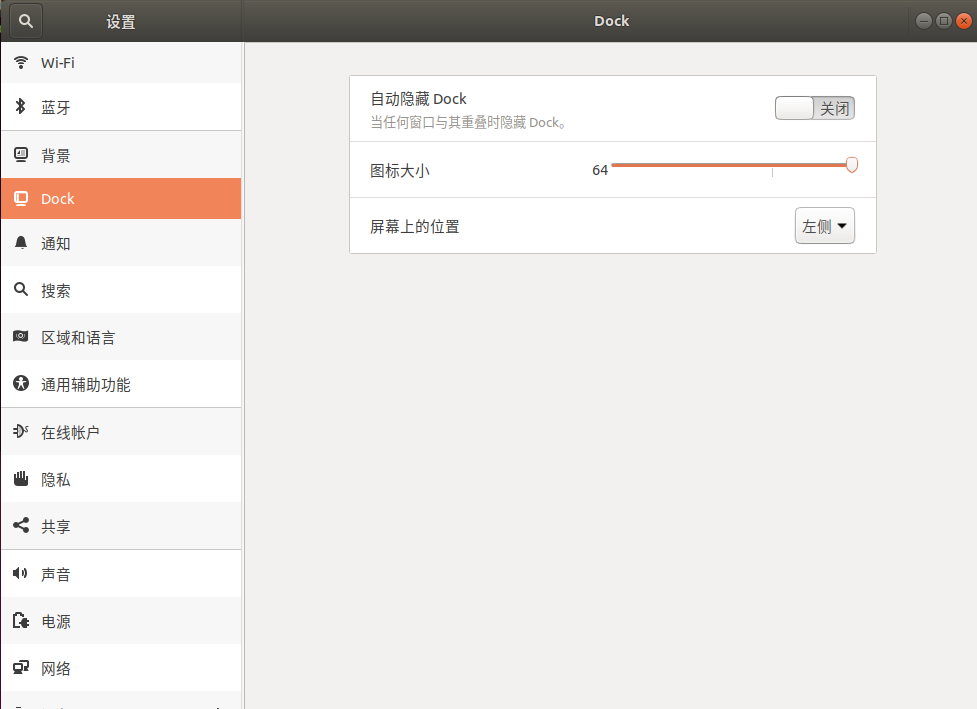 设置
Dock
Wi-Fi
蓝牙
背景
Dock
通知
搜索
区域和语言
通用辅助功能
在线帐户
隐私
共享
声音
电源
网络
自动隐藏 Dock
当任何窗口与其重叠时隐藏 Dock。
关闭
图标大小
64
屏幕上的位置
左侧